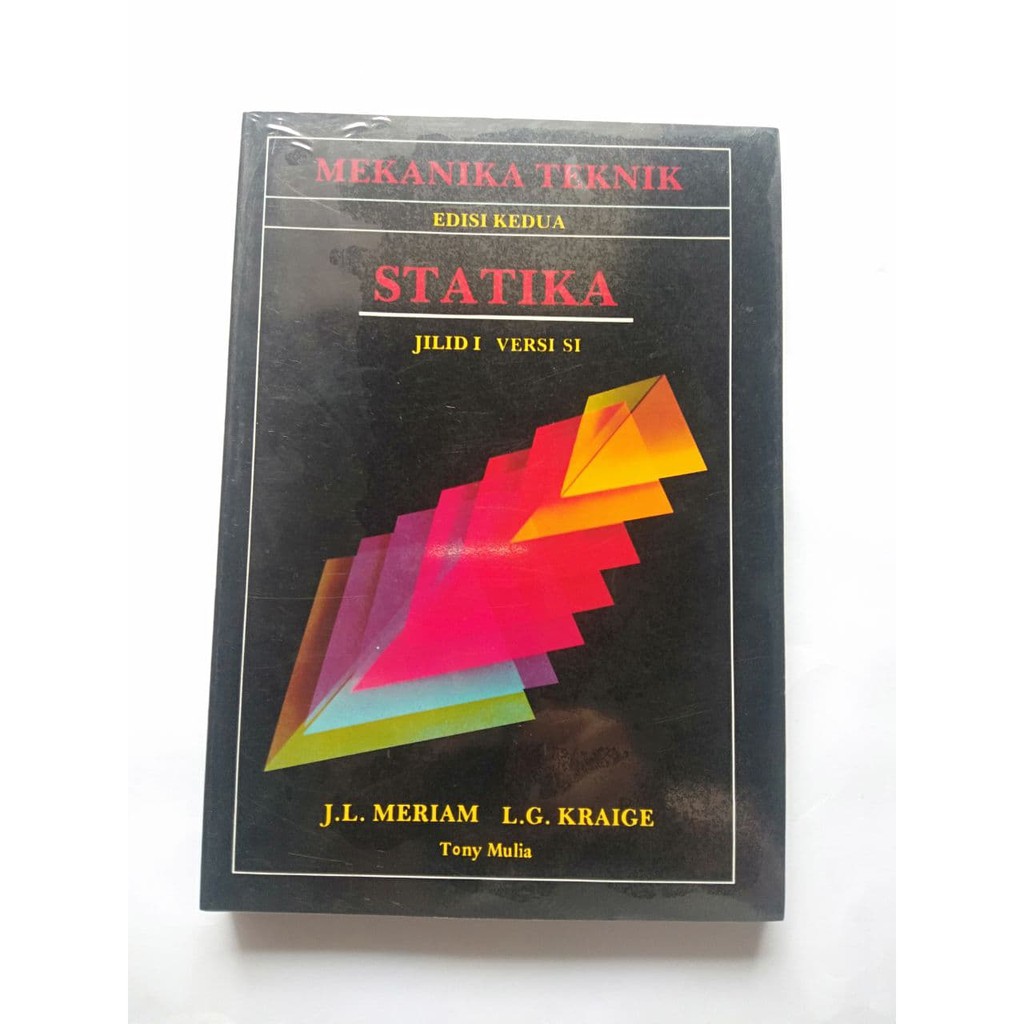 MEKANIKA TEKNIK
EDISI KEDUA
STATIKA
JILID I VERSI SI
J.L. MERIAM L.G. KRAIGE
Tony Mulia